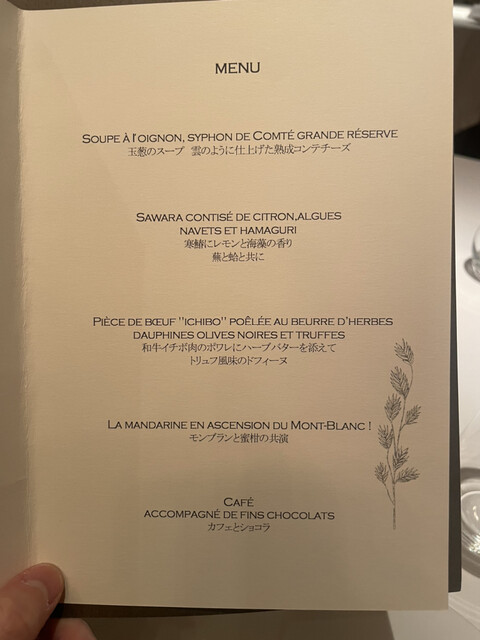 MENU
SOUPE À l'OIGNON, SYPHON DE COMTÉ GRANDE RÉSERVE
玉葱のスープ 雲のように仕上げた熟成コンテチーズ
SAWARA CONTISÉ DE CITRON,ALGUES
NAVETS ET HAMAGURI
寒鰆にレモンと海藻の香り
蕪と蛤と共に
PIÈCE DE BŒUF "ICHIBO" POÊLÉE AU BEURRE D'HERBES
DAUPHINES OLIVES NOIRES ET TRUFFES
和牛イチボ肉のポワレにハーブバターを添えて
トリュフ風味のドフィーヌ
LA MANDARINE EN ASCENSION DU MONT-BLANC !
モンブランと蜜柑の共演
CAFÉ
ACCOMPAGNÉ DE FINS CHOCOLATS
カフェとショコラ